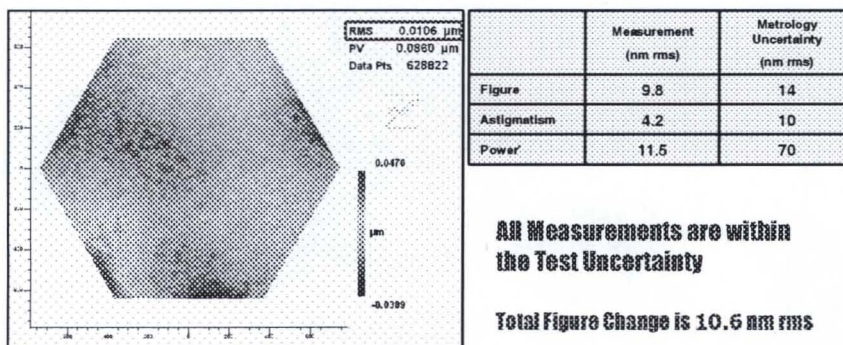 RMS 0.0106 µm
PV 0.0860 µm
Data Pts 628822
0.0470
µm
-0.0389
Measurement (nm rms)
Metrology Uncertainty (nm rms)
Figure 9.8 14
Astigmatism 4.2 10
Power* 11.5 70
All Measurements are within
the Test Uncertainty
Total Figure Change is 10.6 nm rms